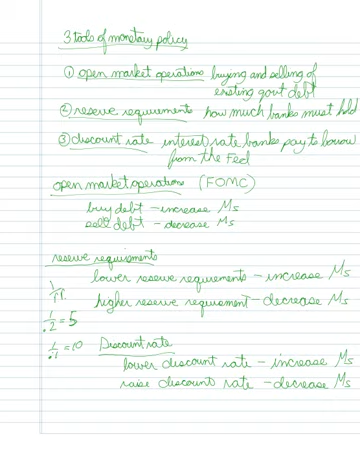 3 tools of monetary policy
① open market operations buying and selling of
existing govt debt
② reserve requirements how much banks must hold
③ discount rate interest rate banks pay to borrow
from the Fed
open market operations (FOMC)
buy debt - increase Ms
sell debt - decrease Ms
reserve requirements
lower reserve requirements - increase Ms
1/rr
higher reserve requirement - decrease Ms
1/.2 = 5
1/.1 = 10 Discount rate
lower discount rate - increase Ms
raise discount rate - decrease Ms